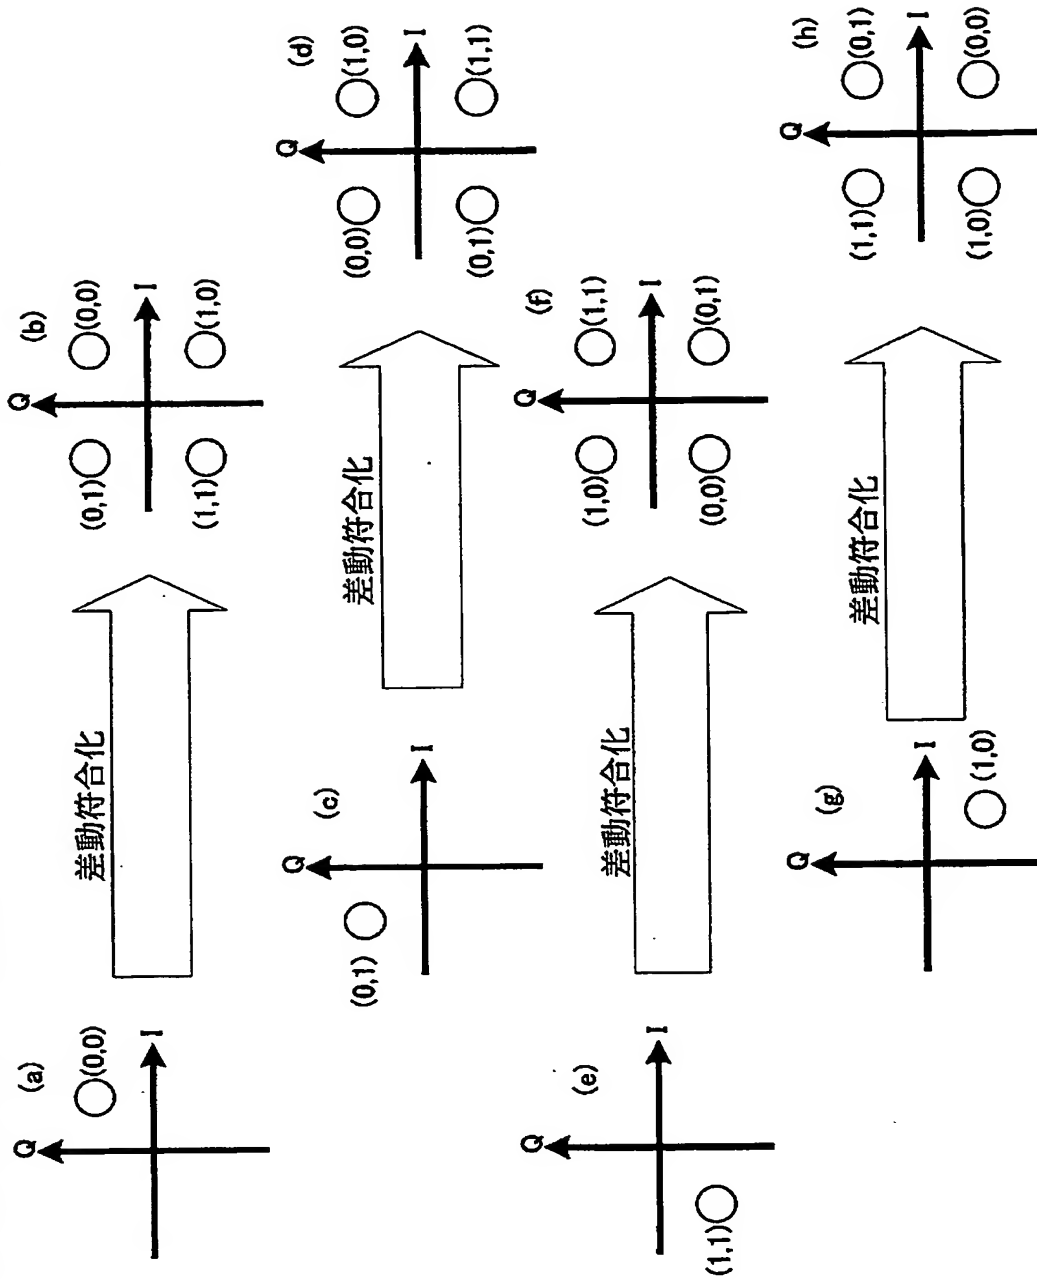 (a)
Q
(0,0)
I
差動符合化
(b)
Q
(0,1)
(0,0)
I
(1,1)
(1,0)
(c)
Q
(0,1)
I
差動符合化
(d)
Q
(0,0)
(1,0)
I
(0,1)
(1,1)
(e)
Q
I
(1,1)
差動符合化
(f)
Q
(1,0)
(1,1)
I
(0,0)
(0,1)
(g)
Q
I
(1,0)
差動符合化
(h)
Q
(1,1)
(0,1)
I
(1,0)
(0,0)